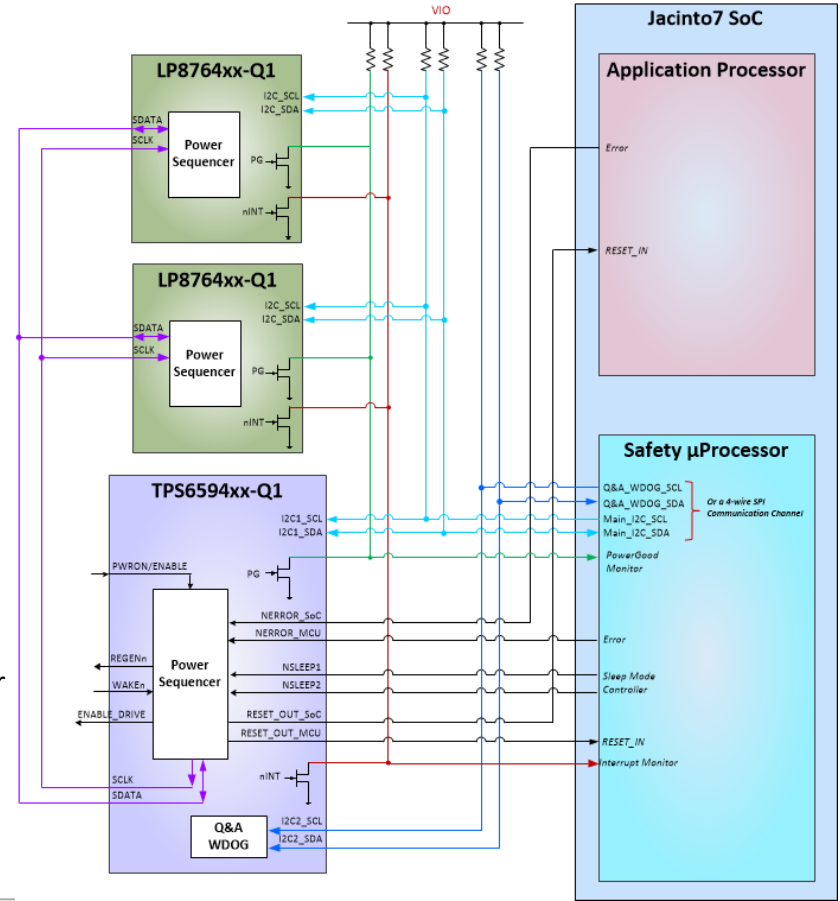 VIO
Jacinto7 SoC
LP8764xx-Q1
I2C_SCL
I2C_SDA
SDATA
SCLK
Power
Sequencer
PG
nINT
Application Processor
Error
RESET_IN
LP8764xx-Q1
I2C_SCL
I2C_SDA
SDATA
SCLK
Power
Sequencer
PG
nINT
TPS6594xx-Q1
I2C1_SCL
I2C1_SDA
PWRON/ENABLE
PG
NERROR_SoC
NERROR_MCU
REGENn
Power
Sequencer
NSLEEP1
WAKEn
NSLEEP2
ENABLE_DRIVE
RESET_OUT_SoC
RESET_OUT_MCU
nINT
SCLK
SDATA
Q&A
WDOG
I2C2_SCL
I2C2_SDA
Safety µProcessor
Q&A_WDOG_SCL
Q&A_WDOG_SDA
Main_I2C_SCL
Main_I2C_SDA
Or a 4-wire SPI
Communication Channel
PowerGood
Monitor
Error
Sleep Mode
Controller
RESET_IN
Interrupt Monitor
r